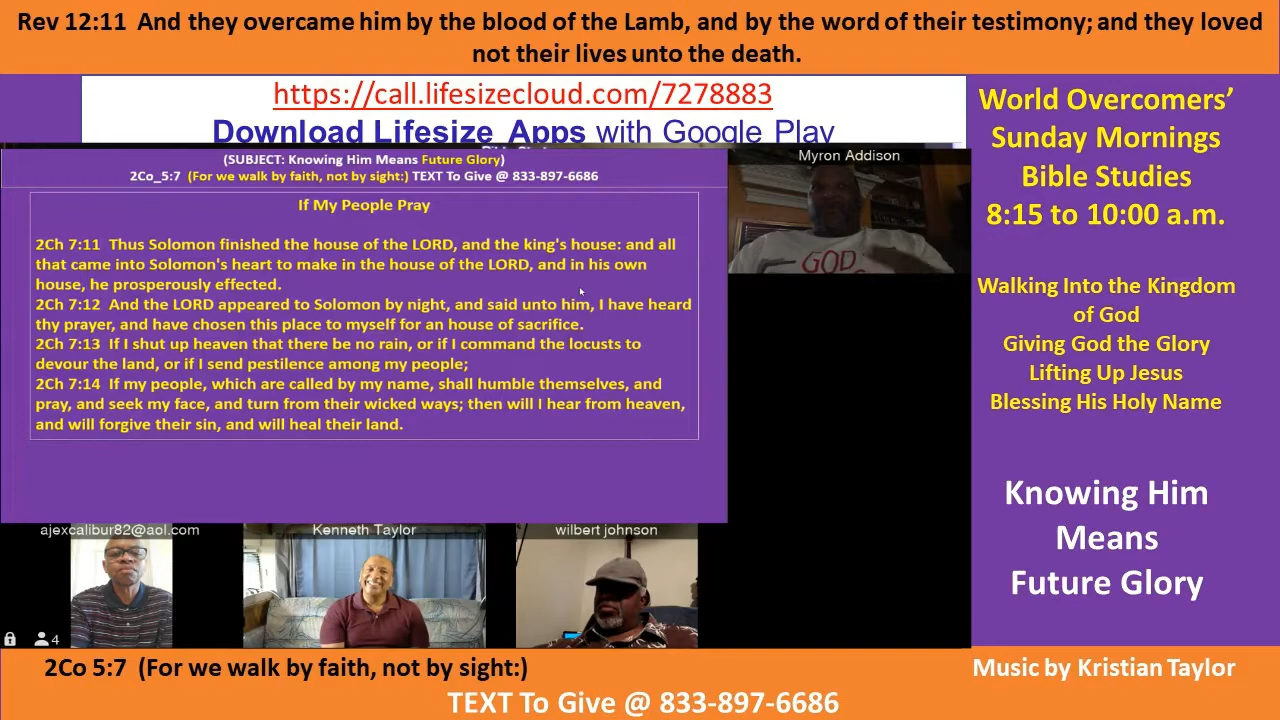 Rev 12:11  And they overcame him by the blood of the Lamb, and by the word of their testimony; and they loved
not their lives unto the death.
https://call.lifesizecloud.com/7278883
Download Lifesize Apps with Google Play
(SUBJECT: Knowing Him Means Future Glory)
2Co_5:7  (For we walk by faith, not by sight:) TEXT To Give @ 833-897-6686
If My People Pray
2Ch 7:11  Thus Solomon finished the house of the LORD, and the king's house: and all
that came into Solomon's heart to make in the house of the LORD, and in his own
house, he prosperously effected.
2Ch 7:12  And the LORD appeared to Solomon by night, and said unto him, I have heard
thy prayer, and have chosen this place to myself for an house of sacrifice.
2Ch 7:13  If I shut up heaven that there be no rain, or if I command the locusts to
devour the land, or if I send pestilence among my people;
2Ch 7:14  If my people, which are called by my name, shall humble themselves, and
pray, and seek my face, and turn from their wicked ways; then will I hear from heaven,
and will forgive their sin, and will heal their land.
Myron Addison
GOD
ajexcalibur82@aol.com
Kenneth Taylor
wilbert johnson
4
World Overcomers’
Sunday Mornings
Bible Studies
8:15 to 10:00 a.m.
Walking Into the Kingdom
of God
Giving God the Glory
Lifting Up Jesus
Blessing His Holy Name
Knowing Him
Means
Future Glory
2Co 5:7  (For we walk by faith, not by sight:)
Music by Kristian Taylor
TEXT To Give @ 833-897-6686